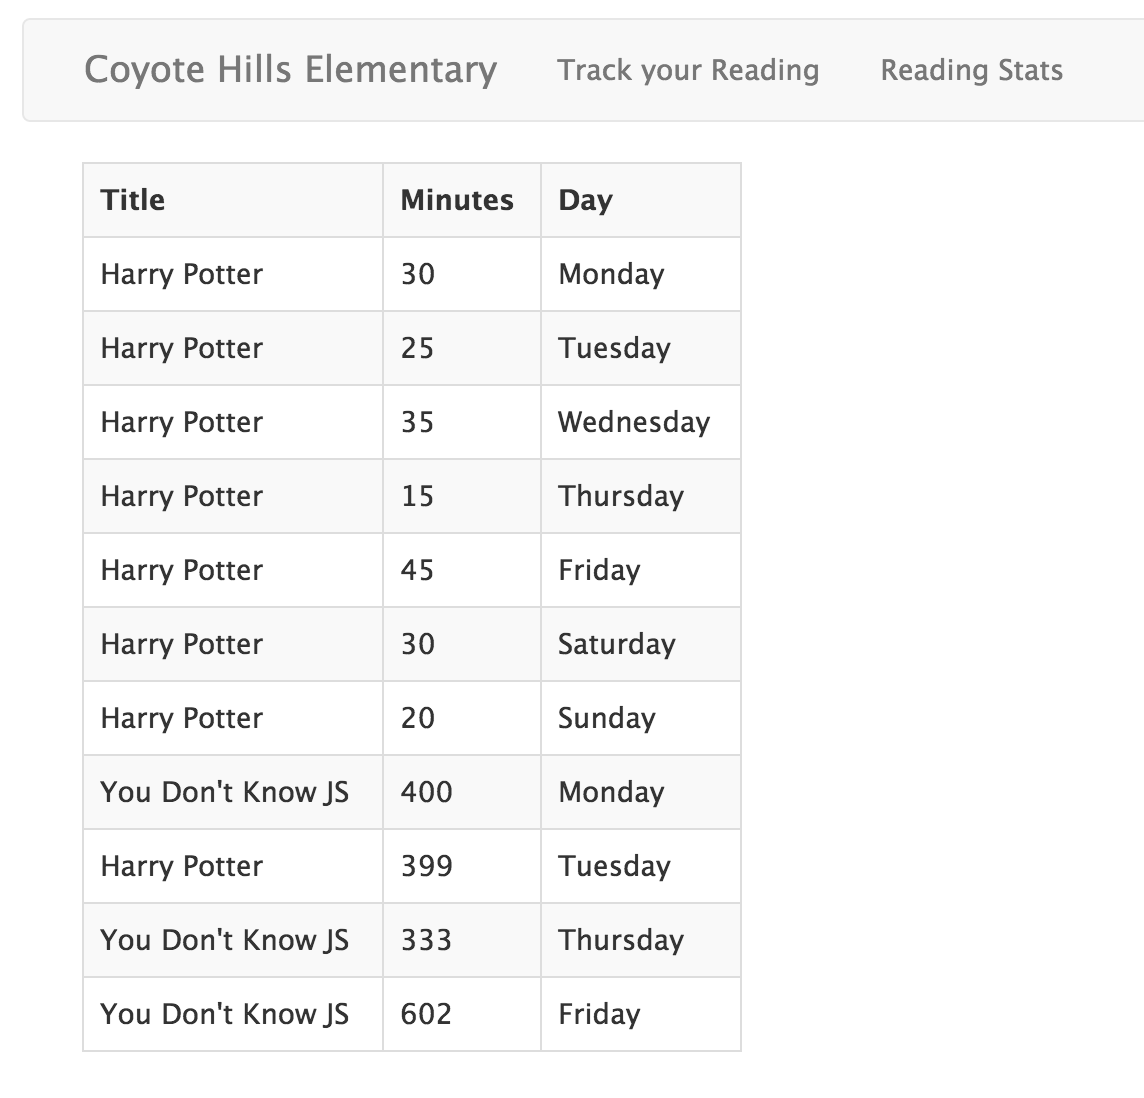 Coyote Hills Elementary Track your Reading Reading Stats
Title Minutes Day
Harry Potter 30 Monday
Harry Potter 25 Tuesday
Harry Potter 35 Wednesday
Harry Potter 15 Thursday
Harry Potter 45 Friday
Harry Potter 30 Saturday
Harry Potter 20 Sunday
You Don't Know JS 400 Monday
Harry Potter 399 Tuesday
You Don't Know JS 333 Thursday
You Don't Know JS 602 Friday